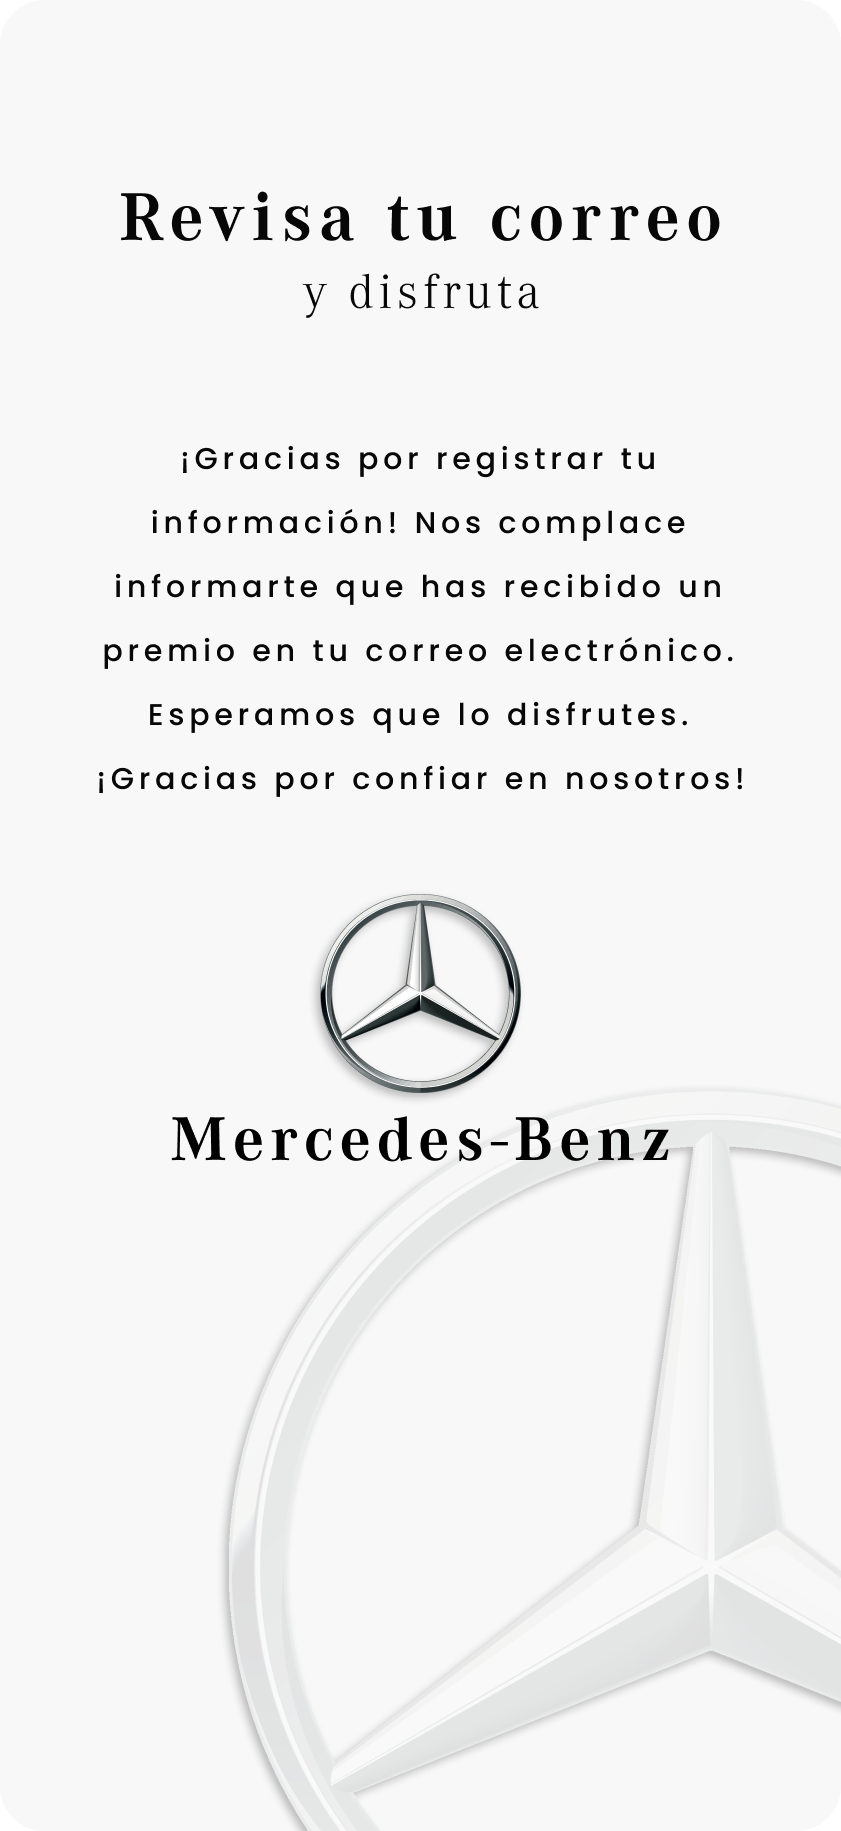 Revisa tu correo
y disfruta
¡Gracias por registrar tu
información! Nos complace
informarte que has recibido un
premio en tu correo electrónico.
Esperamos que lo disfrutes.
¡Gracias por confiar en nosotros!
Mercedes-Benz